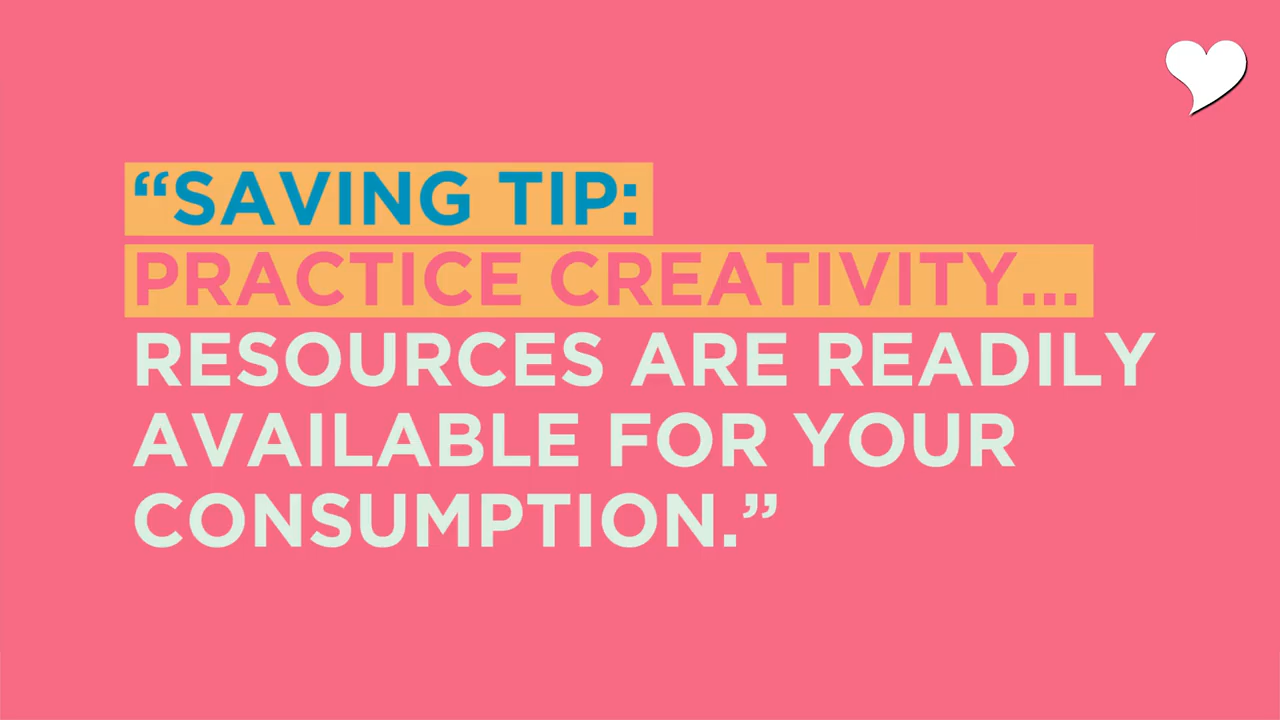 “SAVING TIP:
PRACTICE CREATIVITY...
RESOURCES ARE READILY
AVAILABLE FOR YOUR
CONSUMPTION.”